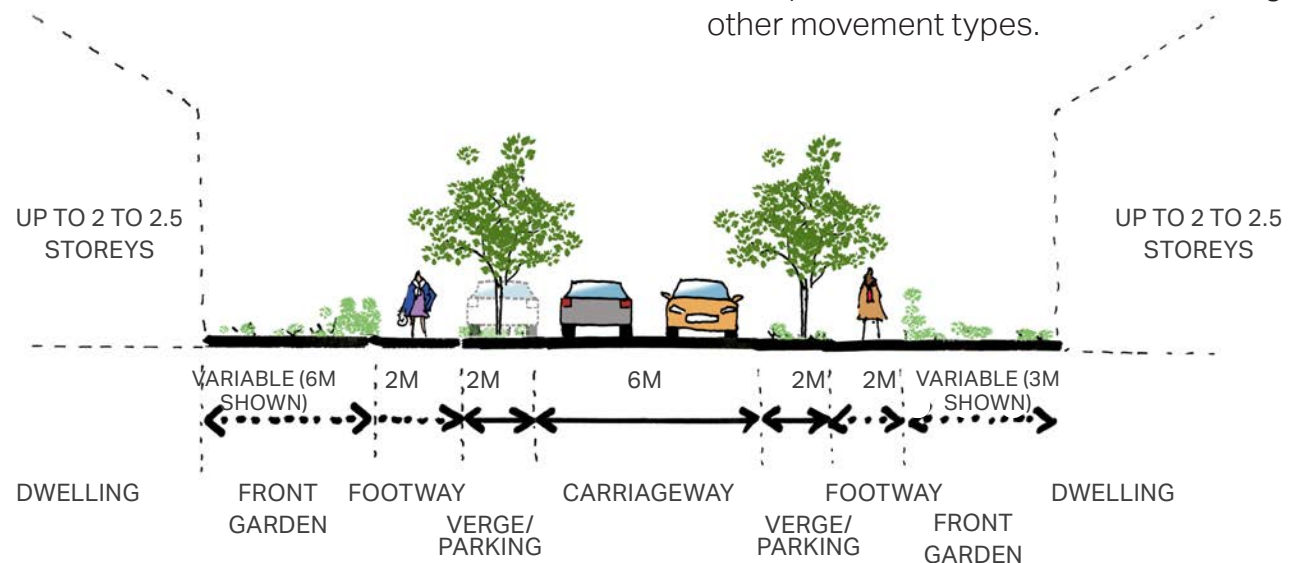 other movement types.
UP TO 2 TO 2.5
STOREYS
UP TO 2 TO 2.5
STOREYS
VARIABLE (6M
SHOWN)
2M
2M
6M
2M
2M
VARIABLE (3M
SHOWN)
DWELLING
FRONT
GARDEN
FOOTWAY
VERGE/
PARKING
CARRIAGEWAY
VERGE/
PARKING
FOOTWAY
FRONT
GARDEN
DWELLING